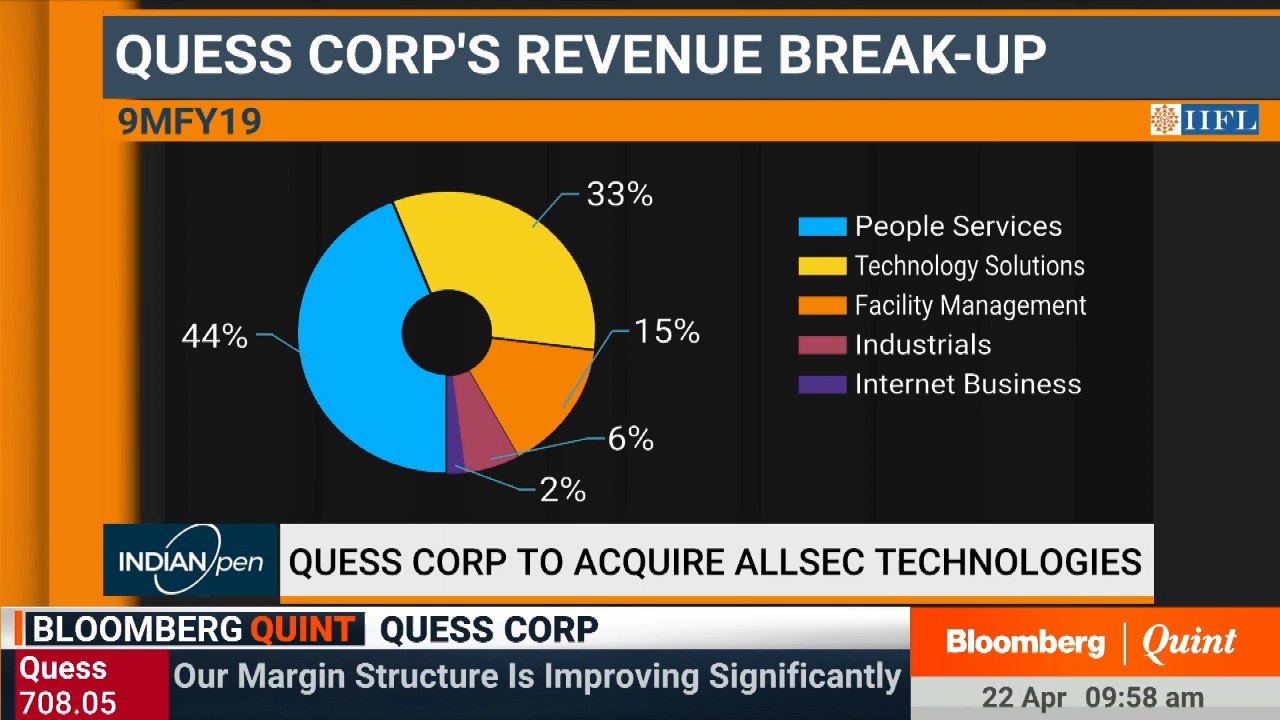 QUESS CORP'S REVENUE BREAK-UP
9MFY19
IIFL
33%
44%
15%
6%
2%
People Services
Technology Solutions
Facility Management
Industrials
Internet Business
INDIAN Open
QUESS CORP TO ACQUIRE ALLSEC TECHNOLOGIES
BLOOMBERG QUINT QUESS CORP
Quess
708.05
Our Margin Structure Is Improving Significantly
Bloomberg | Quint
22 Apr 09:58 am